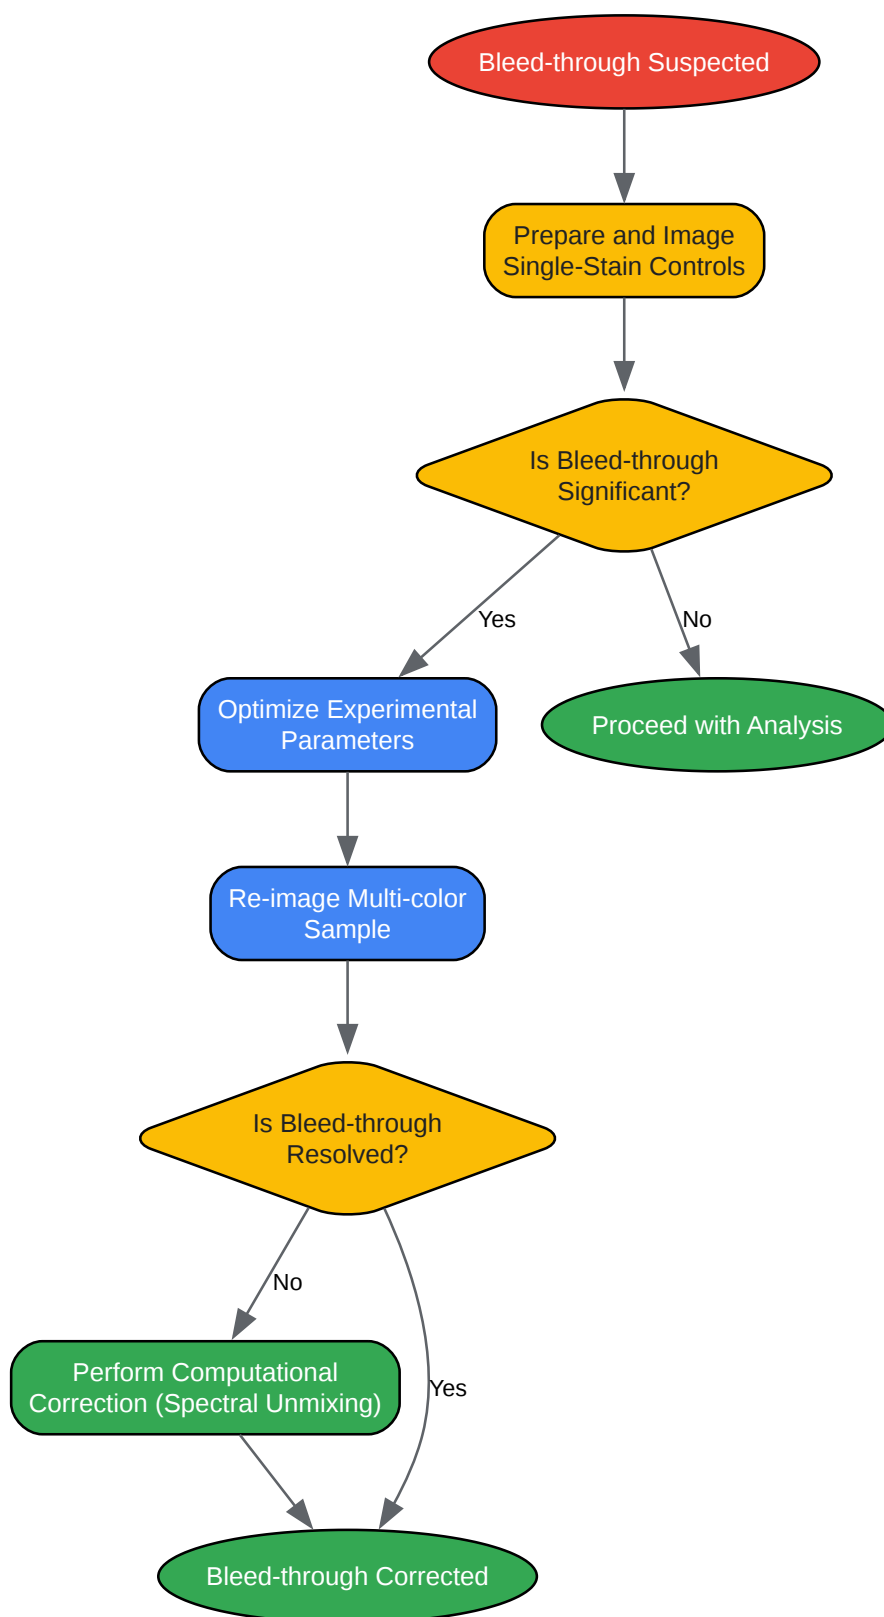 Bleed-through Suspected
Prepare and Image
Single-Stain Controls
Is Bleed-through
Significant?
Yes
No
Optimize Experimental
Parameters
Proceed with Analysis
Re-image Multi-color
Sample
Is Bleed-through
Resolved?
No
Perform Computational
Correction (Spectral Unmixing)
Yes
Bleed-through Corrected